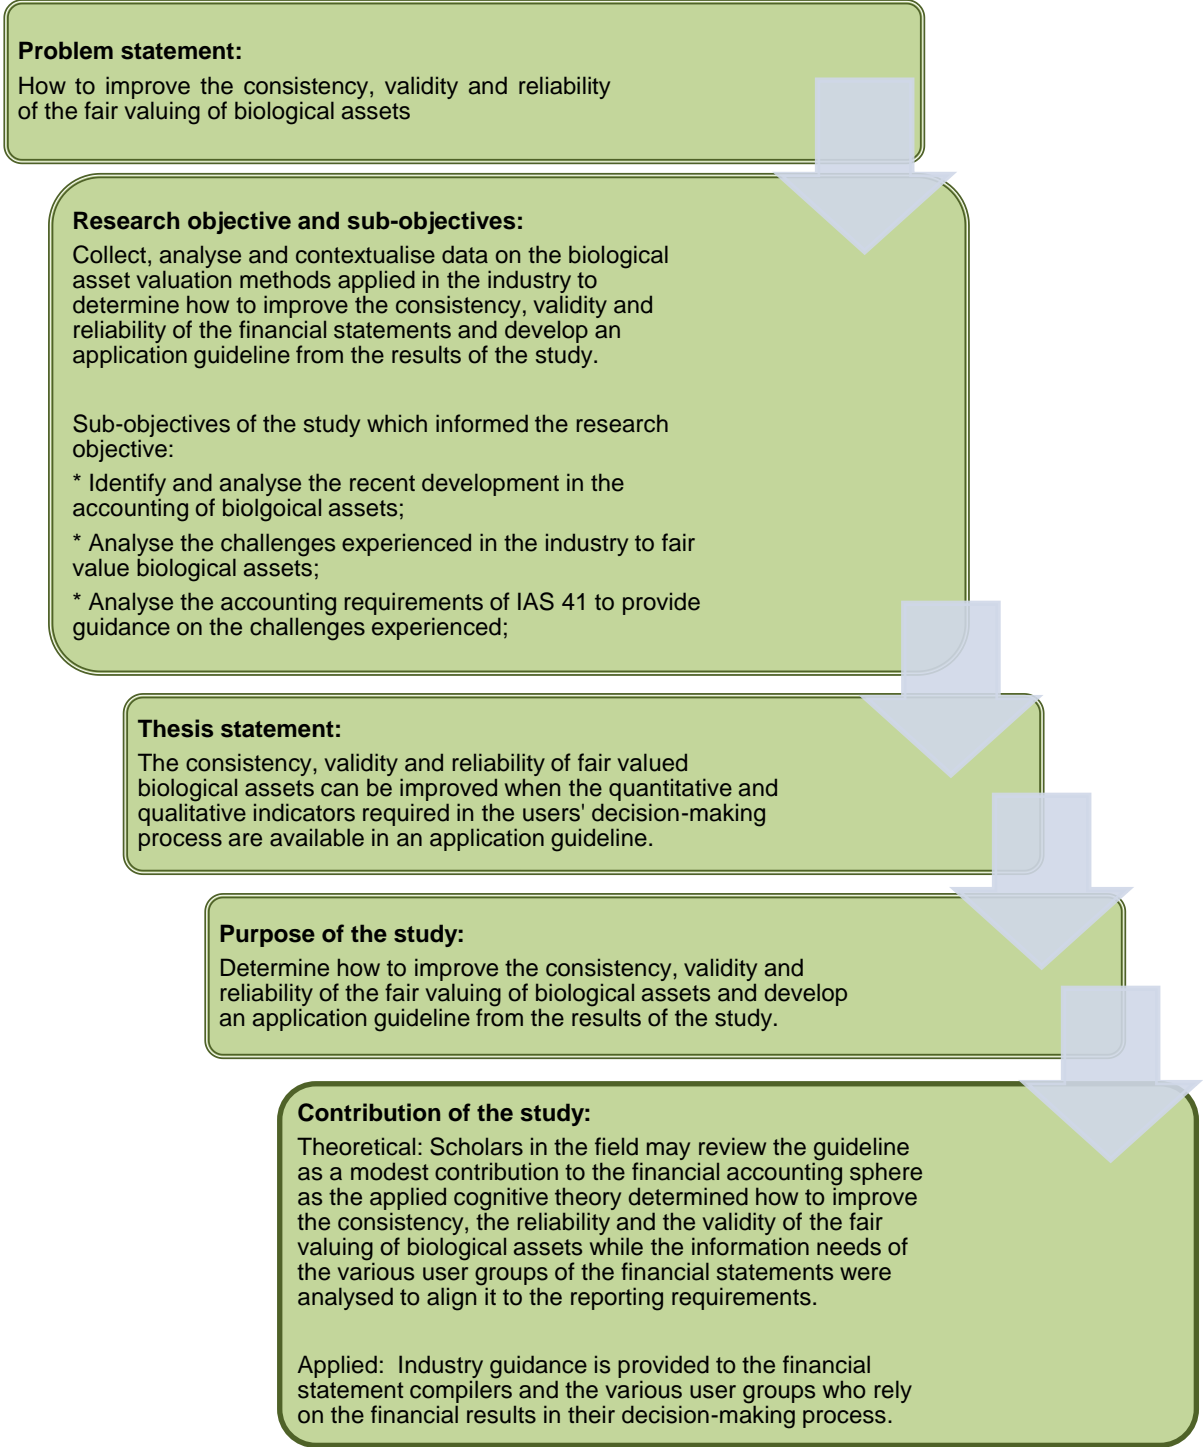 Problem statement:
How to improve the consistency, validity and reliability
of the fair valuing of biological assets
Research objective and sub-objectives:
Collect, analyse and contextualise data on the biological
asset valuation methods applied in the industry to
determine how to improve the consistency, validity and
reliability of the financial statements and develop an
application guideline from the results of the study.
Sub-objectives of the study which informed the research
objective:
* Identify and analyse the recent development in the
accounting of biolgoical assets;
* Analyse the challenges experienced in the industry to fair
value biological assets;
* Analyse the accounting requirements of IAS 41 to provide
guidance on the challenges experienced;
Thesis statement:
The consistency, validity and reliability of fair valued
biological assets can be improved when the quantitative and
qualitative indicators required in the users' decision-making
process are available in an application guideline.
Purpose of the study:
Determine how to improve the consistency, validity and
reliability of the fair valuing of biological assets and develop
an application guideline from the results of the study.
Contribution of the study:
Theoretical: Scholars in the field may review the guideline
as a modest contribution to the financial accounting sphere
as the applied cognitive theory determined how to improve
the consistency, the reliability and the validity of the fair
valuing of biological assets while the information needs of
the various user groups of the financial statements were
analysed to align it to the reporting requirements.
Applied:  Industry guidance is provided to the financial
statement compilers and the various user groups who rely
on the financial results in their decision-making process.